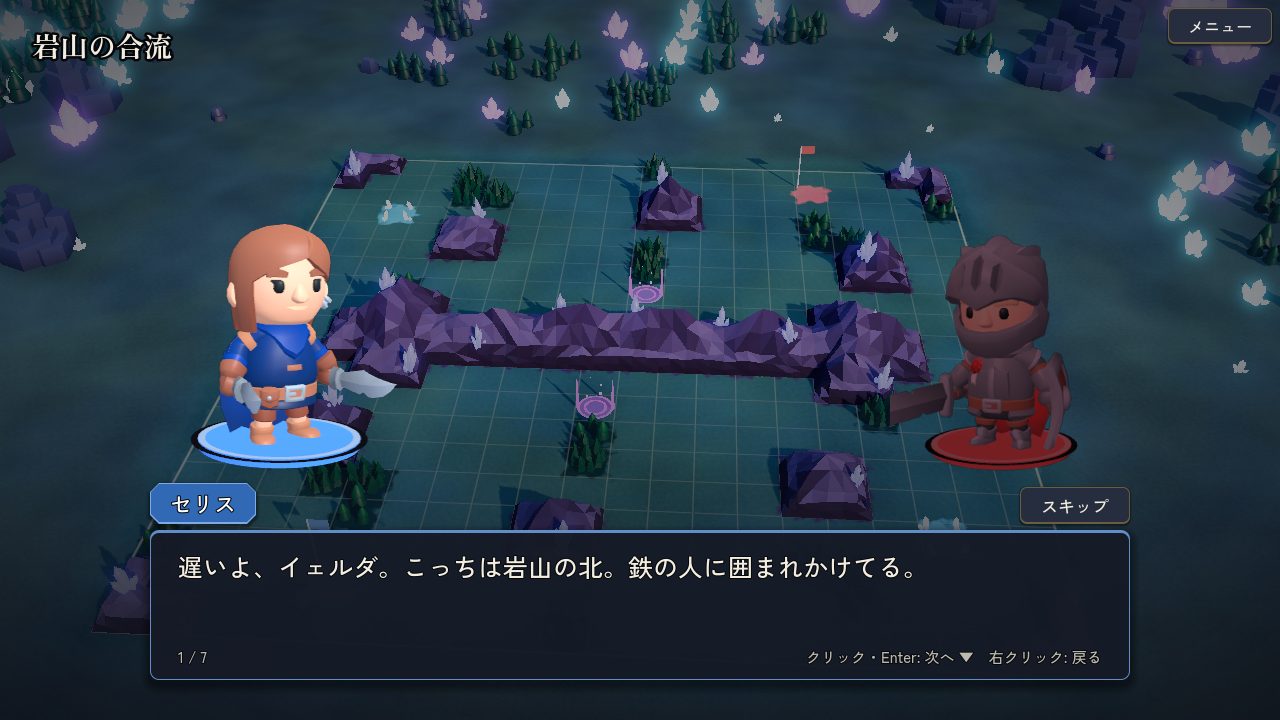 岩山の合流
メニュー
セリス
スキップ
遅いよ、イェルダ。こっちは岩山の北。鉄の人に囲まれかけてる。
1 / 7
クリック・Enter: 次へ ▼ 右クリック: 戻る